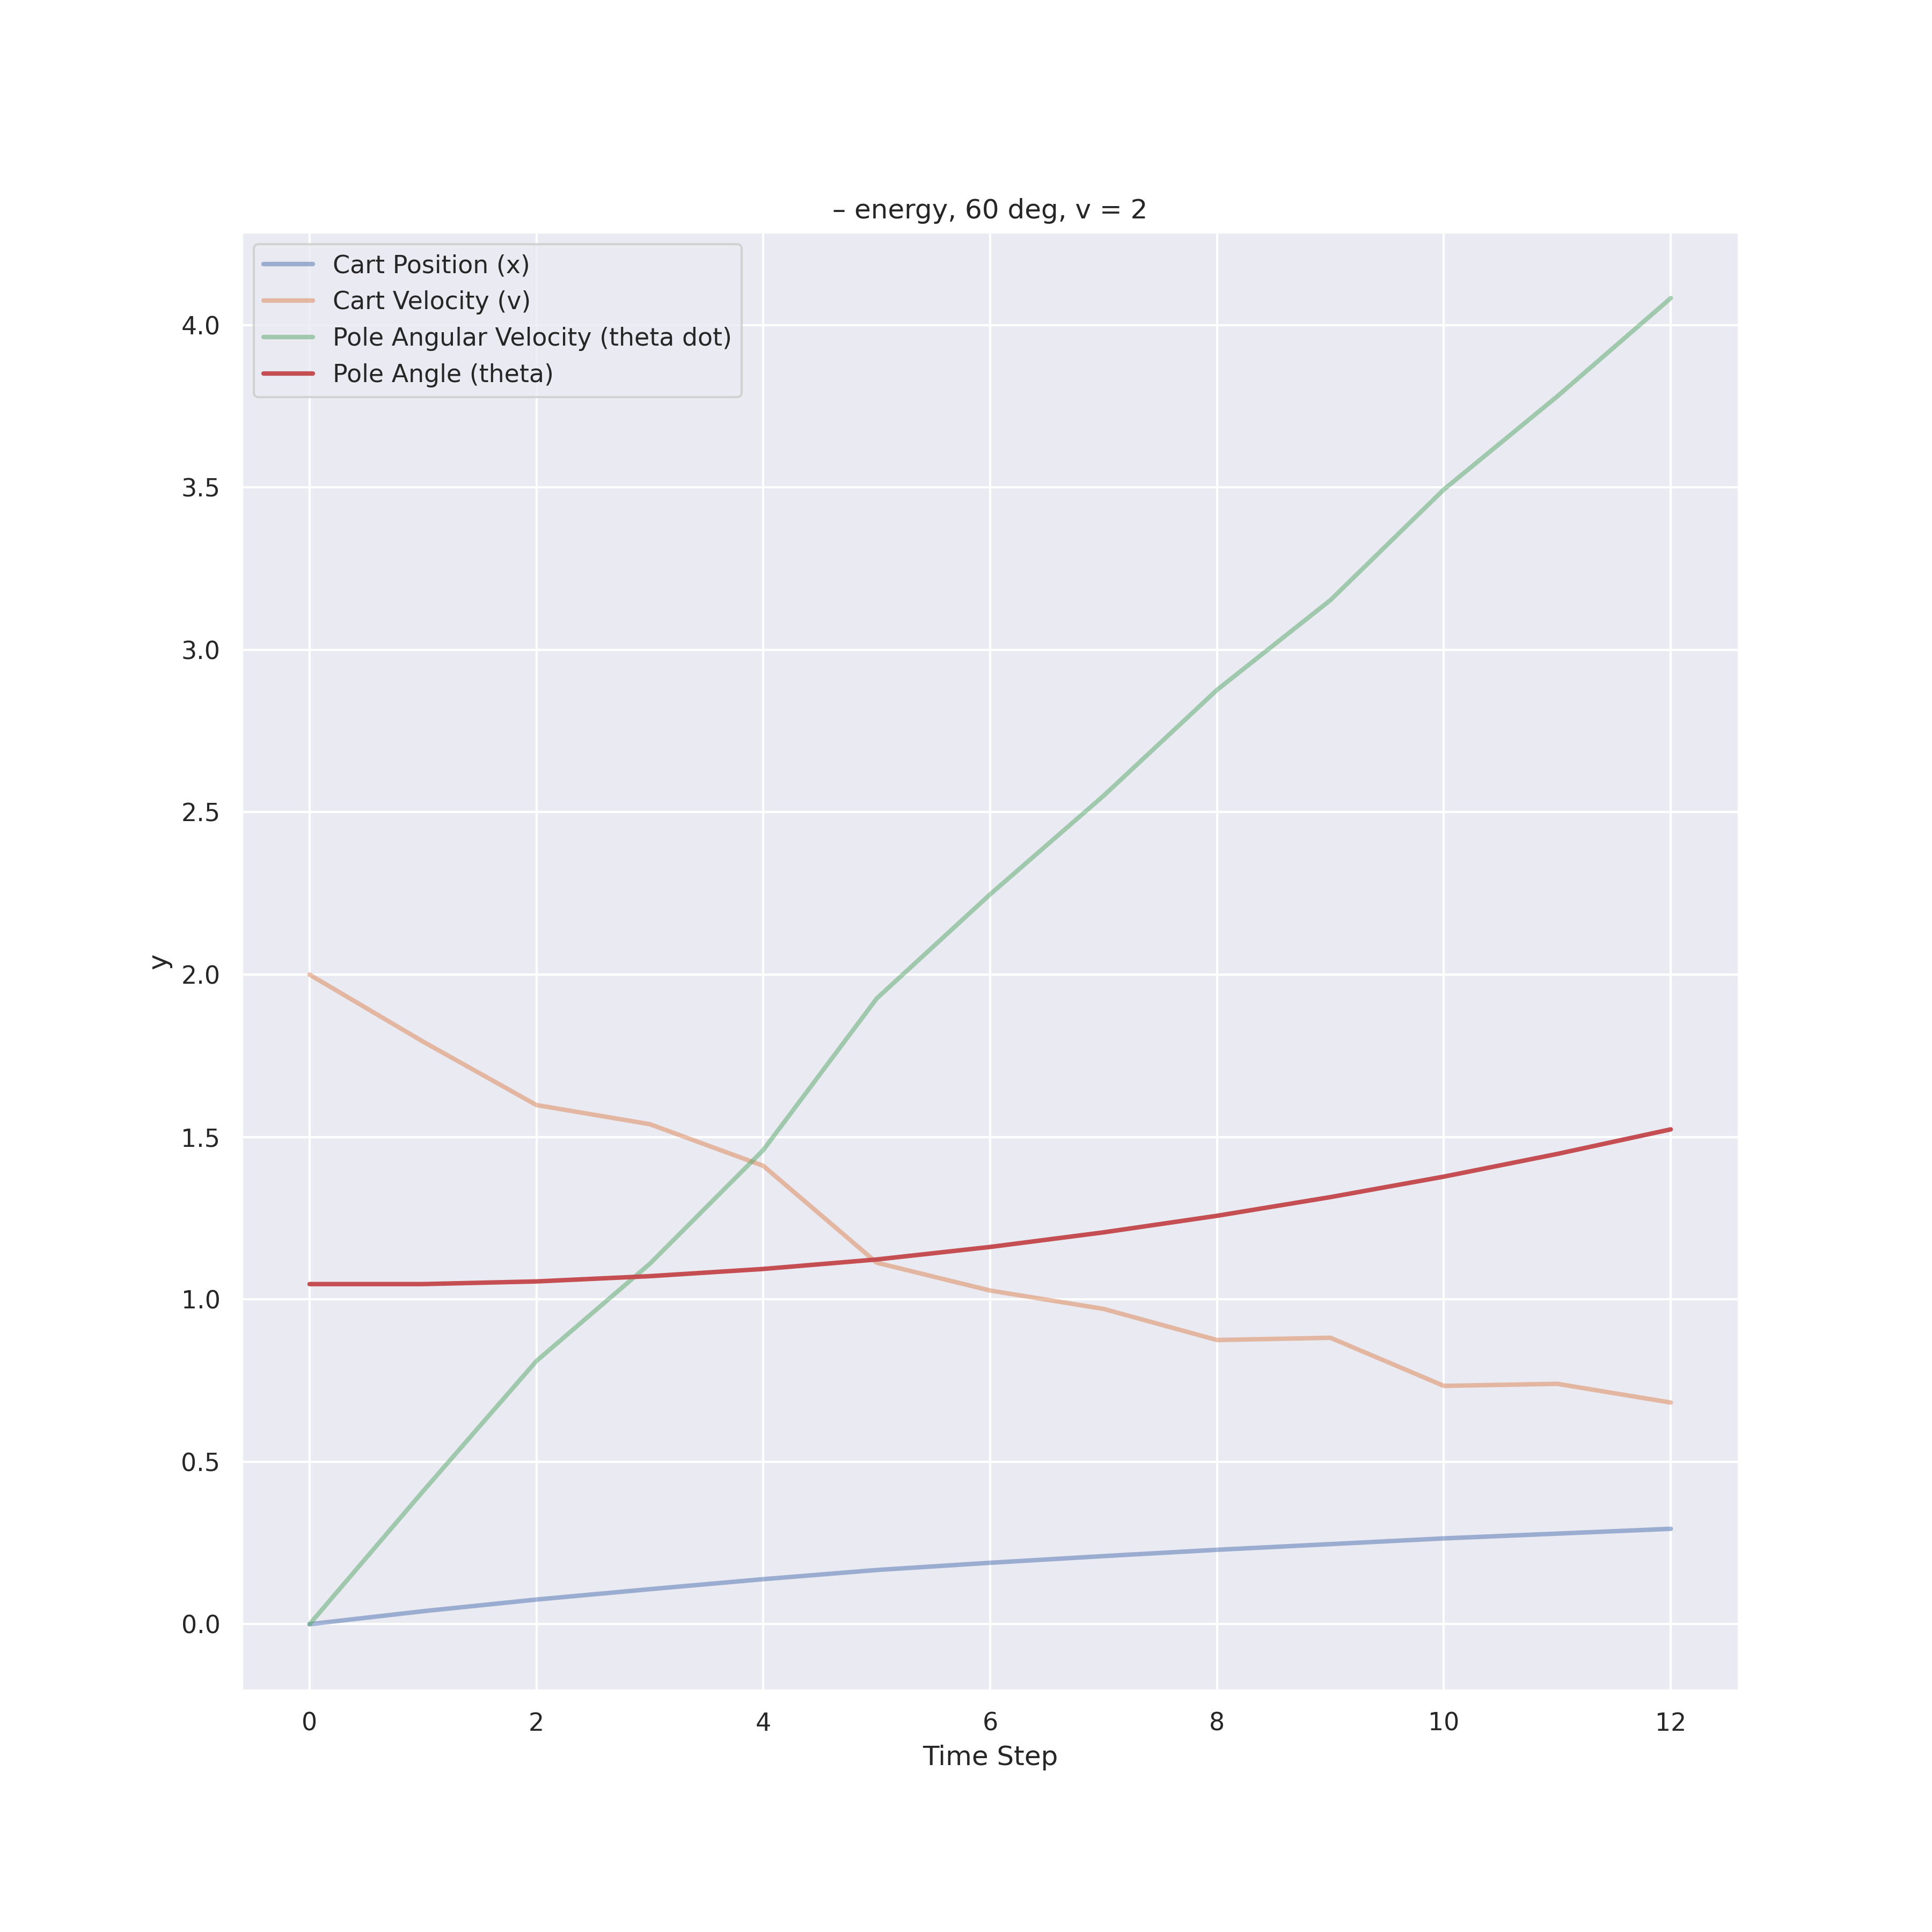 – energy, 60 deg, v = 2
Cart Position (x)
Cart Velocity (v)
Pole Angular Velocity (theta dot)
Pole Angle (theta)
4.0
3.5
3.0
2.5
2.0
1.5
1.0
0.5
0.0
y
0 2 4 6 8 10 12
Time Step